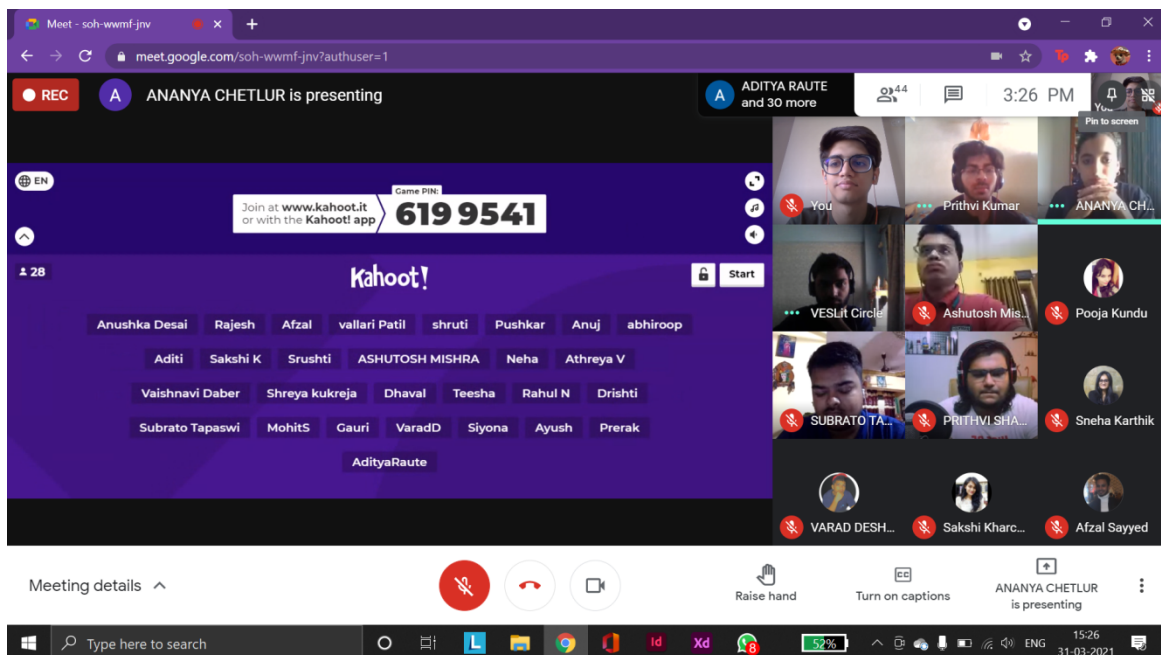 Meet - soh-wwmf-jnv
meet.google.com/soh-wwmf-jnv?authuser=1
Tp
REC
A
ANANYA CHETLUR is presenting
A
ADITYA RAUTE
and 30 more
44
3:26 PM
You
Pin to screen
EN
Join at www.kahoot.it
or with the Kahoot! app
Game PIN:
619 9541
28
Kahoot!
Start
Anushka Desai Rajesh Afzal vallari Patil shruti Pushkar Anuj abhiroop
Aditi Sakshi K Srushti ASHUTOSH MISHRA Neha Athreya V
Vaishnavi Daber Shreya kukreja Dhaval Teesha Rahul N Drishti
Subrato Tapaswi MohitS Gauri VaradD Siyona Ayush Prerak
AdityaRaute
You
Prithvi Kumar
ANANYA CH...
VESLit Circle
Ashutosh Mis...
Pooja Kundu
SUBRATO TA...
PRITHVI SHA...
Sneha Karthik
VARAD DESH...
Sakshi Kharc...
Afzal Sayyed
Meeting details
Raise hand
CC
Turn on captions
ANANYA CHETLUR
is presenting
Type here to search
L
Id
Xd
8
52%
ENG
15:26
31-03-2021